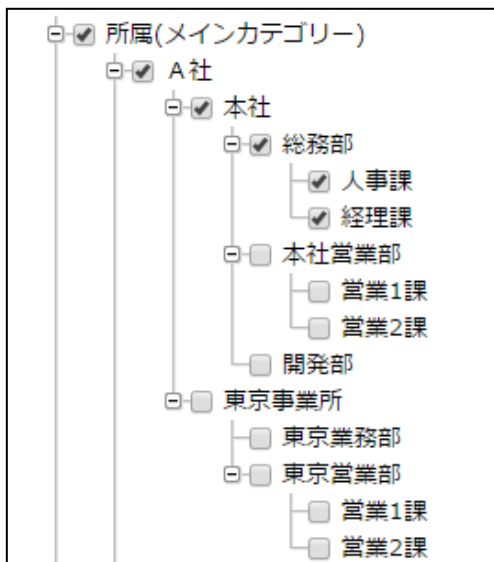 所属(メインカテゴリー)
A社
本社
総務部
人事課
経理課
本社営業部
営業1課
営業2課
開発部
東京事業所
東京業務部
東京営業部
営業1課
営業2課